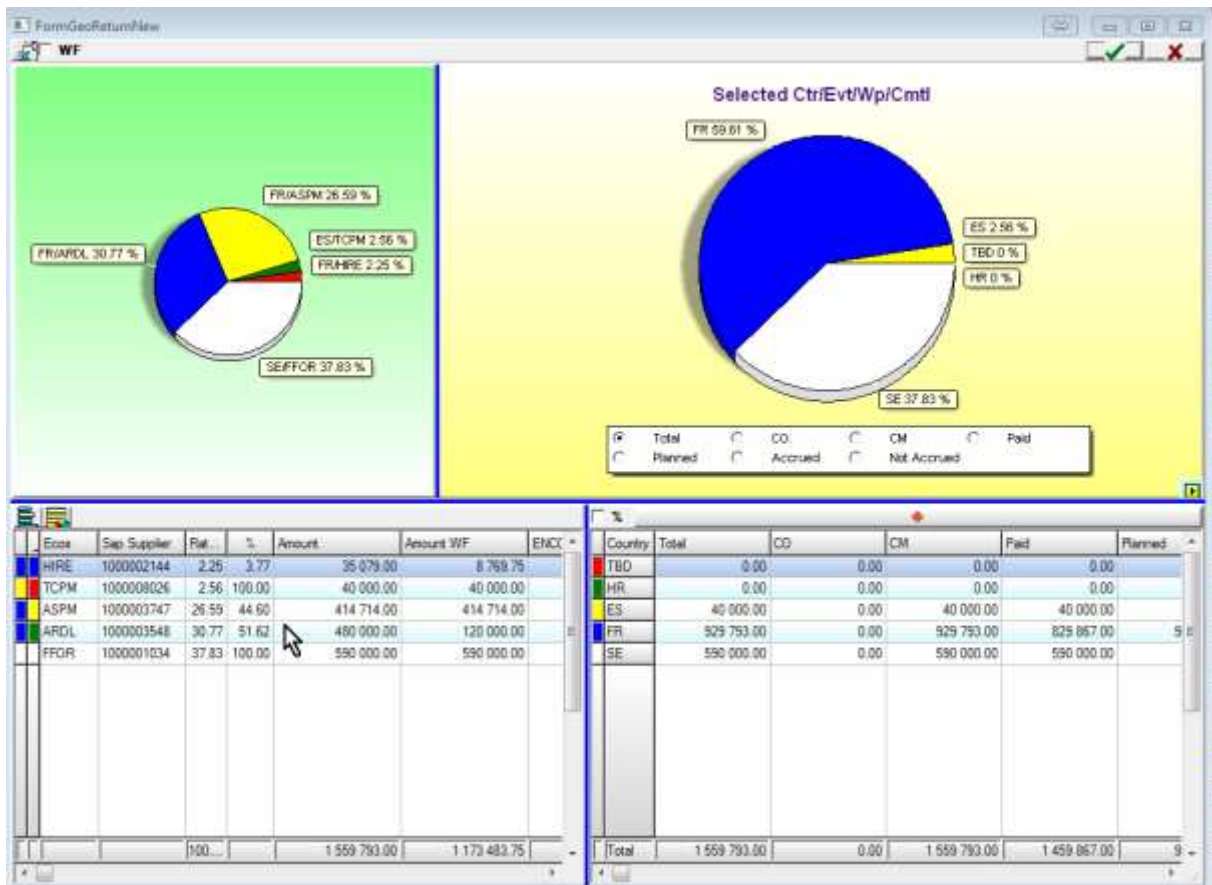 FormGeoReturnNew
WF
FR/ASPM 26.59 %
ES/TCPM 2.56 %
FR/ARDL 30.77 %
FR/HIRE 2.25 %
SE/FFOR 37.83 %
Selected Ctr/Evt/Wp/Cmtl
FR 59.61 %
ES 2.56 %
TBD 0 %
HR 0 %
SE 37.83 %
Total CO CM Paid
Planned Accrued Not Accrued
Ecos Sap Supplier Rat... % Amount Amount WF
HIRE 1000002144 2.25 3.77 35 079.00 8 769.75
TCPM 1000008026 2.56 100.00 40 000.00 40 000.00
ASPM 1000003747 26.59 44.60 414 714.00 414 714.00
ARDL 1000003548 30.77 51.62 480 000.00 120 000.00
FFOR 1000001034 37.83 100.00 590 000.00 590 000.00
100.... 1 559 793.00 1 173 483.75
%
Country Total CO CM Paid Planned
TBD 0.00 0.00 0.00 0.00
HR 0.00 0.00 0.00 0.00
ES 40 000.00 0.00 40 000.00 40 000.00
FR 929 793.00 0.00 929 793.00 829 867.00 9
SE 590 000.00 0.00 590 000.00 590 000.00
Total 1 559 793.00 0.00 1 559 793.00 1 459 867.00 9